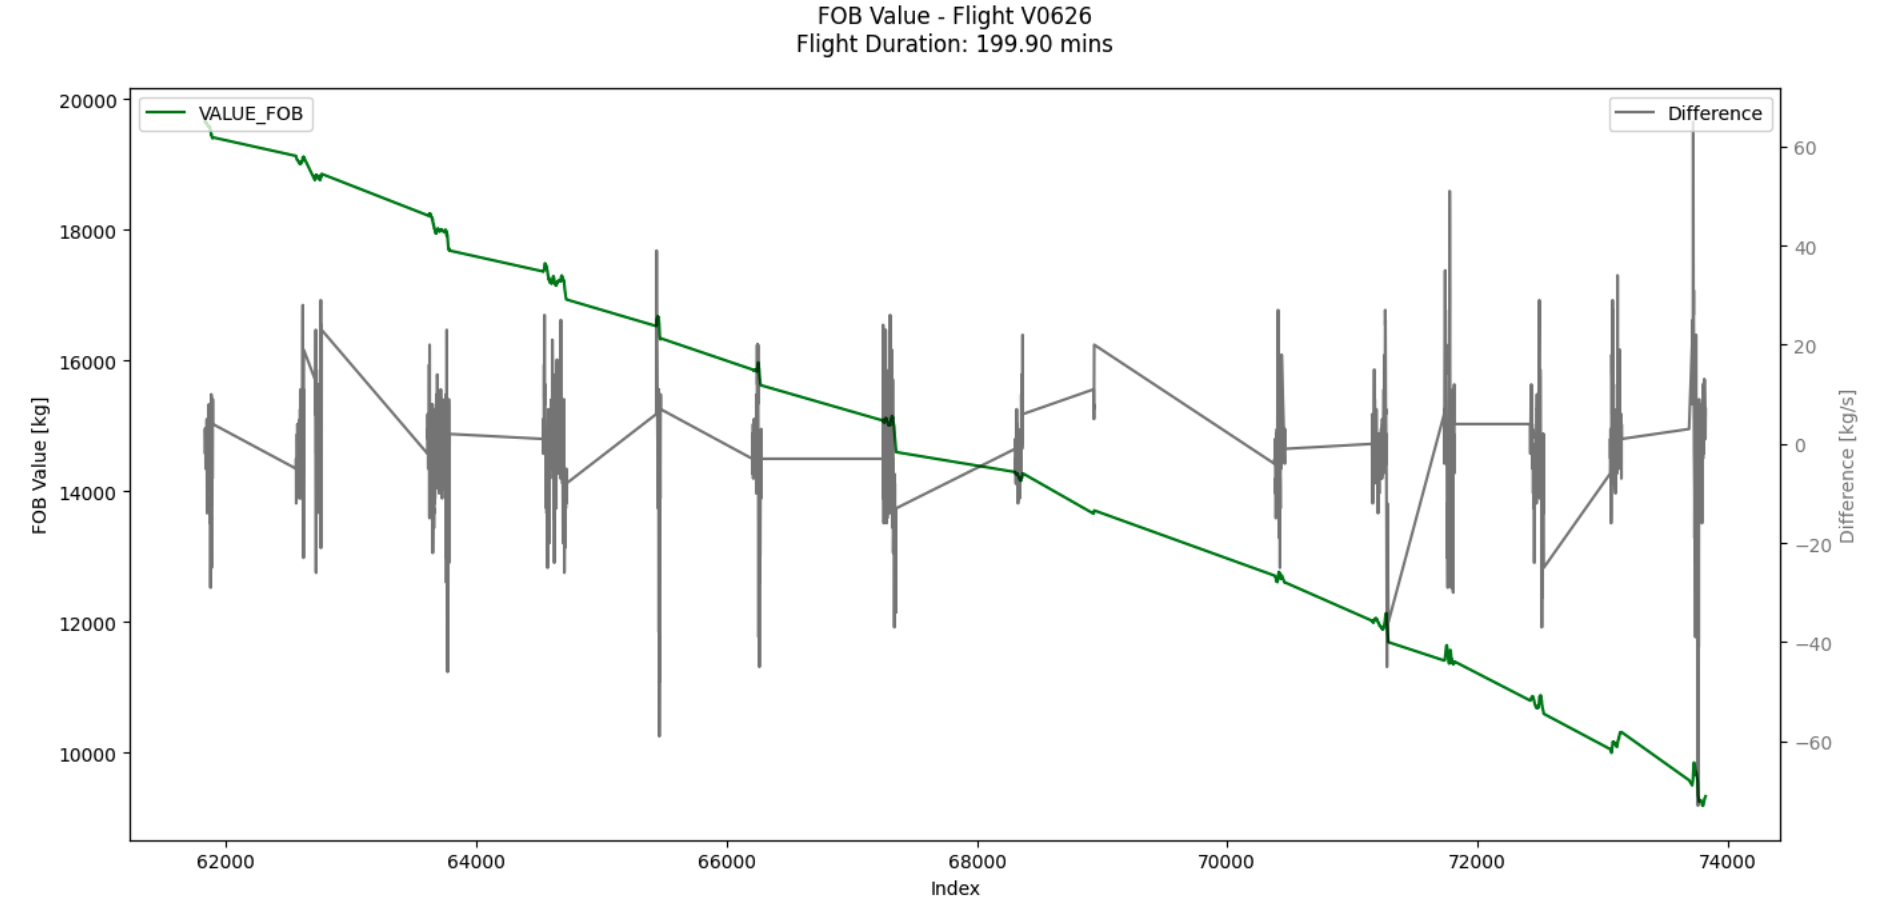 FOB Value - Flight V0626
Flight Duration: 199.90 mins
VALUE_FOB
Difference
20000
18000
16000
14000
12000
10000
FOB Value [kg]
60
40
20
0
−20
−40
−60
Difference [kg/s]
62000 64000 66000 68000 70000 72000 74000
Index